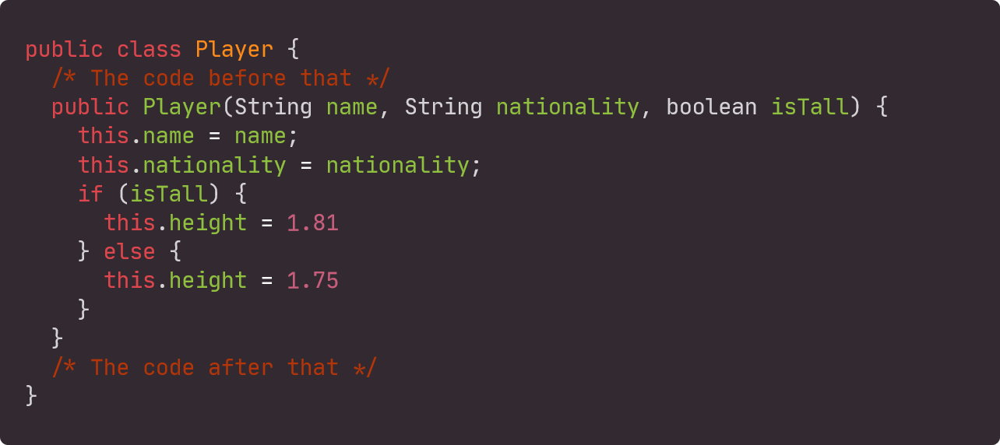 public class Player {
  /* The code before that */
  public Player(String name, String nationality, boolean isTall) {
    this.name = name;
    this.nationality = nationality;
    if (isTall) {
      this.height = 1.81
    } else {
      this.height = 1.75
    }
  }
  /* The code after that */
}